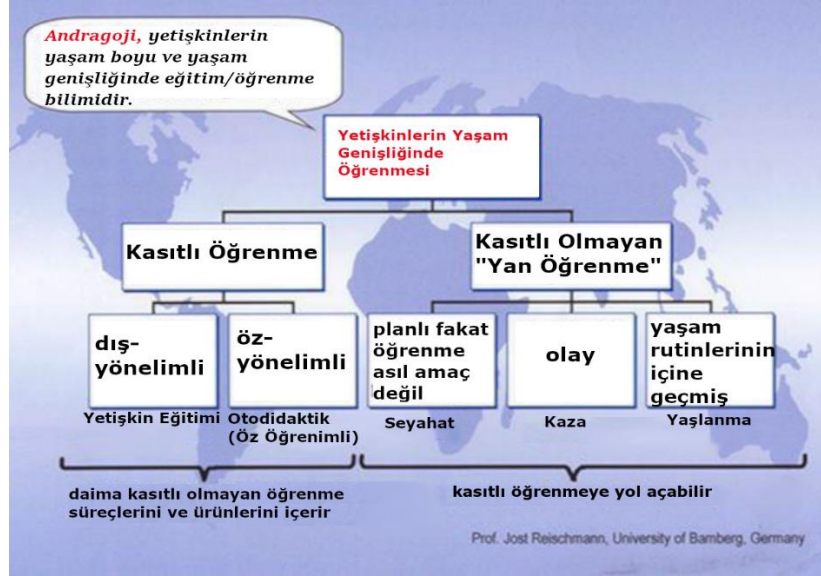 Andragoji, yetişkinlerin
yaşam boyu ve yaşam
genişliğinde eğitim/öğrenme
bilimidir.
Yetişkinlerin Yaşam
Genişliğinde
Öğrenmesi
Kasıtlı Öğrenme
Kasıtlı Olmayan
"Yan Öğrenme"
dış-
yönelimli
öz-
yönelimli
planlı fakat
öğrenme
asıl amaç
değil
olay
yaşam
rutinlerinin
içine
geçmiş
Yetişkin Eğitimi
Otodidaktik
(Öz Öğrenimli)
Seyahat
Kaza
Yaşlanma
daima kasıtlı olmayan öğrenme
süreçlerini ve ürünlerini içerir
kasıtlı öğrenmeye yol açabilir
Prof. Jost Reischmann, University of Bamberg, Germany